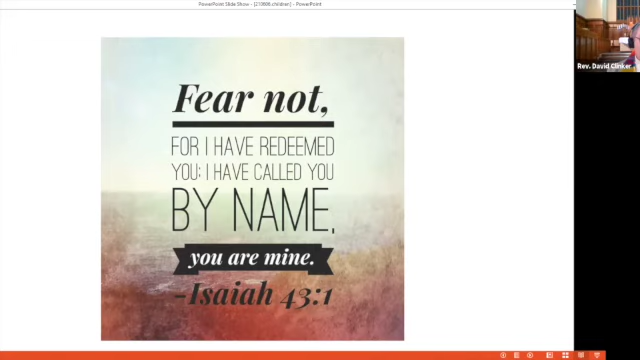 PowerPoint Slide Show - [210606 children] - PowerPoint
Rev. David Clinker
Fear not,
FOR I HAVE REDEEMED
YOU; I HAVE CALLED YOU
BY NAME,
you are mine.
-Isaiah 43:1